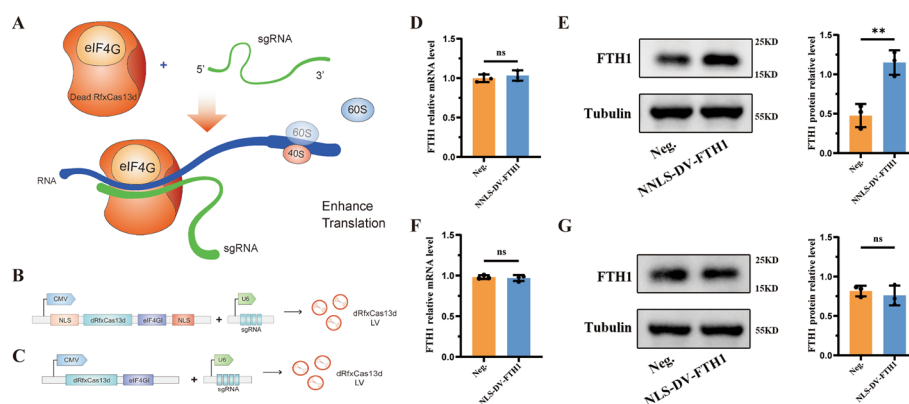 A
eIF4G
Dead RfxCas13d
+
sgRNA
5'
3'
60S
60S
40S
eIF4G
RNA
sgRNA
Enhance
Translation
B
CMV
NLS
dRfxCas13d
eIF4GI
NLS
+
U6
sgRNA
dRfxCas13d
LV
C
CMV
dRfxCas13d
eIF4GI
+
U6
sgRNA
dRfxCas13d
LV
D
FTH1 relative mRNA level
1.5
1.0
0.5
0.0
ns
Neg.
NNLS-DV-FTH1
E
FTH1
25KD
15KD
Tubulin
55KD
Neg.
NNLS-DV-FTH1
FTH1 protein relative level
1.5
1.0
0.5
0.0
**
Neg.
NNLS-DV-FTH1
F
FTH1 relative mRNA level
1.5
1.0
0.5
0.0
ns
Neg.
NLS-DV-FTH1
G
FTH1
25KD
15KD
Tubulin
55KD
Neg.
NLS-DV-FTH1
FTH1 protein relative level
1.5
1.0
0.5
0.0
ns
Neg.
NLS-DV-FTH1